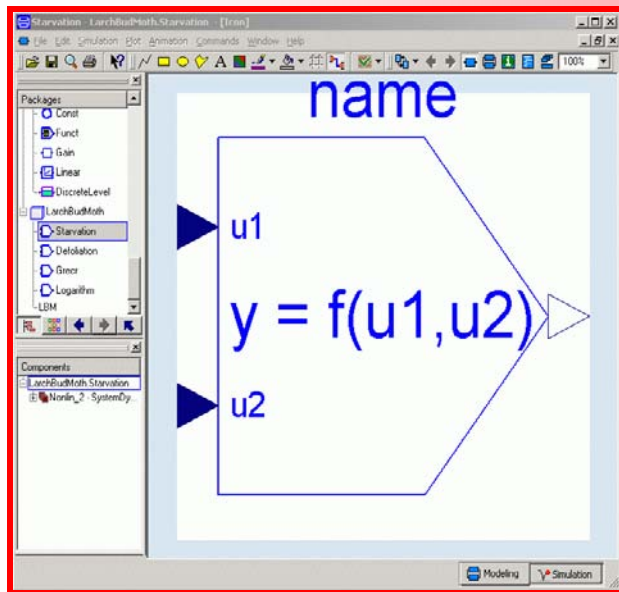 Starvation - LarchBudMoth.Starvation - [Icon]
File Edit Simulation Plot Animation Commands Window Help
A 100%
Packages
Const
Funct
Gain
Linear
DiscreteLevel
LarchBudMoth
Starvation
Defoliation
Grecr
Logarithm
LBM
Components
LarchBudMoth.Starvation
Nonlin_2 - SystemDy...
name
u1
y = f(u1,u2)
u2
Modeling Simulation